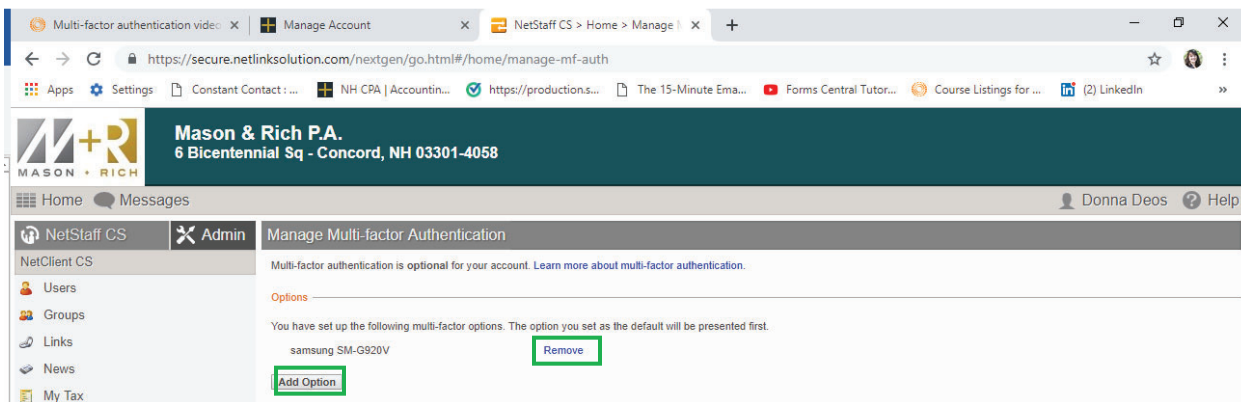 Multi-factor authentication video
Manage Account
NetStaff CS > Home > Manage
https://secure.netlinksolution.com/nextgen/go.html#/home/manage-mf-auth
Apps Settings Constant Contact : ... NH CPA | Accountin... https://production.s... The 15-Minute Ema... Forms Central Tutor... Course Listings for ... (2) LinkedIn »
M+R
MASON + RICH
Mason & Rich P.A.
6 Bicentennial Sq - Concord, NH 03301-4058
Home Messages Donna Deos Help
NetStaff CS Admin Manage Multi-factor Authentication
NetClient CS
Multi-factor authentication is optional for your account. Learn more about multi-factor authentication.
Users
Options
Groups
You have set up the following multi-factor options. The option you set as the default will be presented first.
Links
samsung SM-G920V Remove
News
Add Option
My Tax